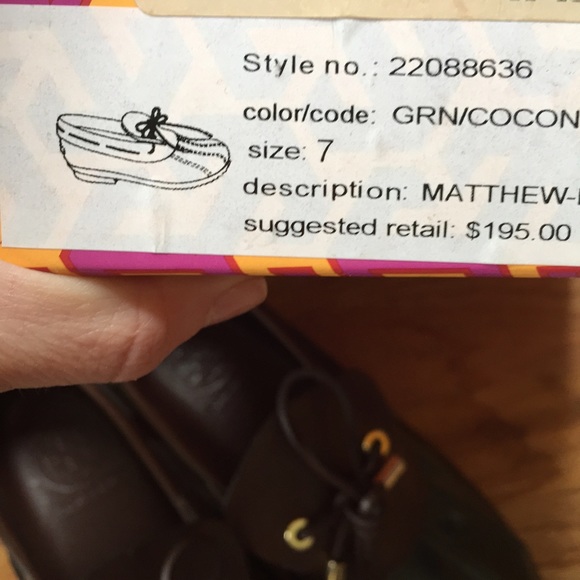 Style no.: 22088636
color/code: GRN/COCON
size: 7
description: MATTHEW-
suggested retail: $195.00